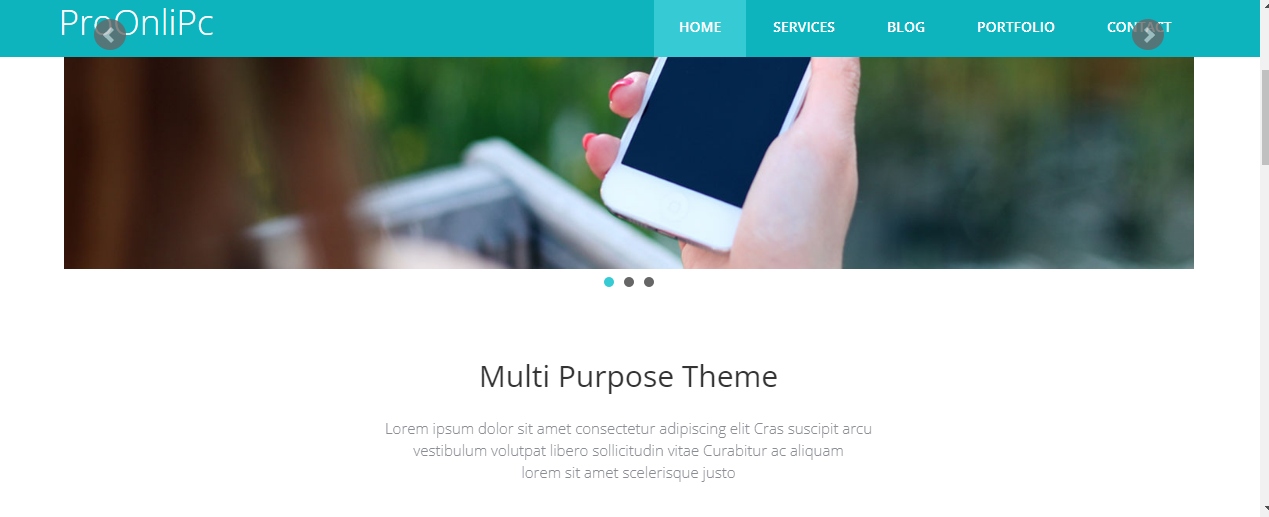 ProOnliPc
HOME SERVICES BLOG PORTFOLIO CONTACT
Multi Purpose Theme
Lorem ipsum dolor sit amet consectetur adipiscing elit Cras suscipit arcu
vestibulum volutpat libero sollicitudin vitae Curabitur ac aliquam
lorem sit amet scelerisque justo